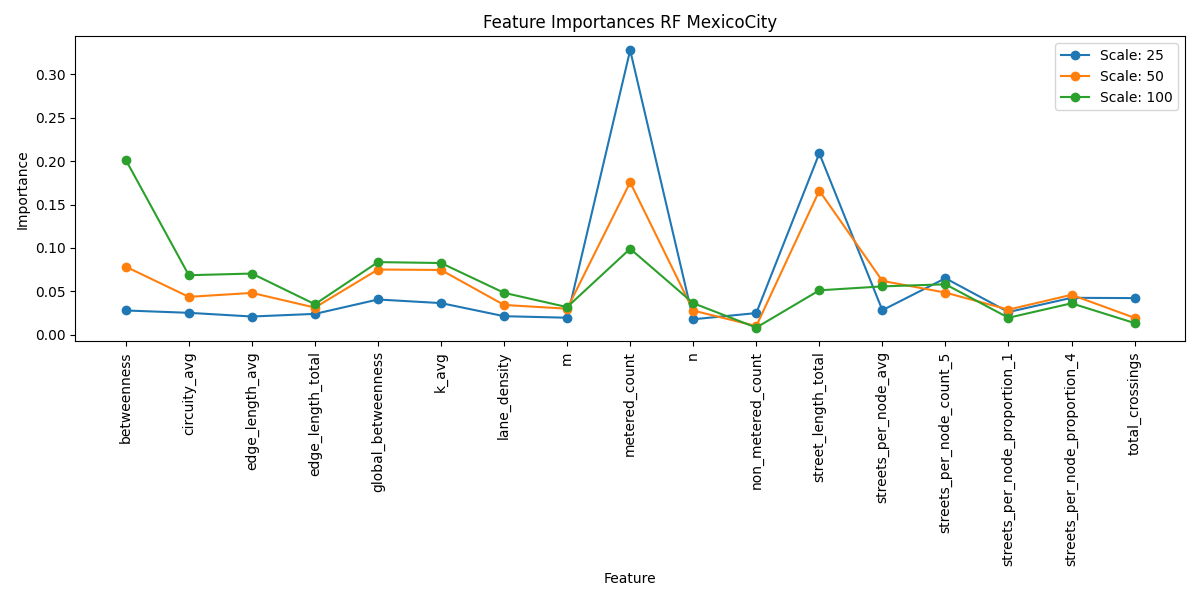 Feature Importances RF MexicoCity
Scale: 25
Scale: 50
Scale: 100
Importance
0.30
0.25
0.20
0.15
0.10
0.05
0.00
betweenness
circuity_avg
edge_length_avg
edge_length_total
global_betweenness
k_avg
lane_density
m
metered_count
n
non_metered_count
street_length_total
streets_per_node_avg
streets_per_node_count_5
streets_per_node_proportion_1
streets_per_node_proportion_4
total_crossings
Feature